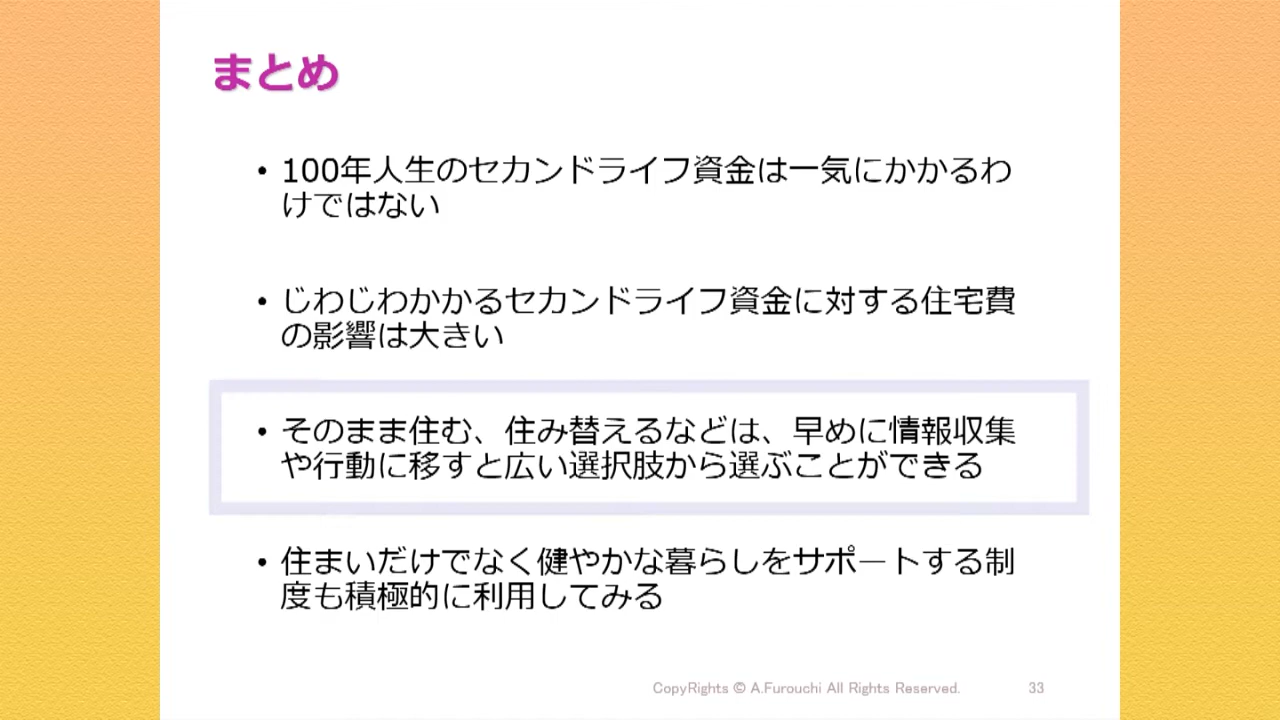 まとめ
• 100年人生のセカンドライフ資金は一気にかかるわ
けではない
• じわじわかかるセカンドライフ資金に対する住宅費
の影響は大きい
• そのまま住む、住み替えるなどは、早めに情報収集
や行動に移すと広い選択肢から選ぶことができる
• 住まいだけでなく健やかな暮らしをサポートする制
度も積極的に利用してみる
CopyRights © A.Furouchi All Rights Reserved.
33